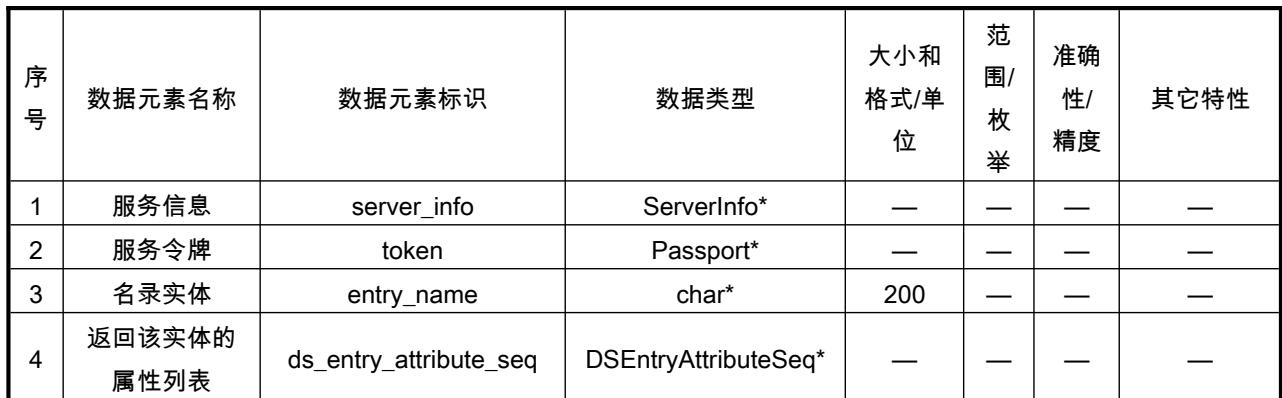 序号 数据元素名称 数据元素标识 数据类型 大小和格式/单位 范围/枚举 准确性/精度 其它特性
1 服务信息 server_info ServerInfo* — — — —
2 服务令牌 token Passport* — — — —
3 名录实体 entry_name char* 200 — — —
4 返回该实体的属性列表 ds_entry_attribute_seq DSEntryAttributeSeq* — — — —